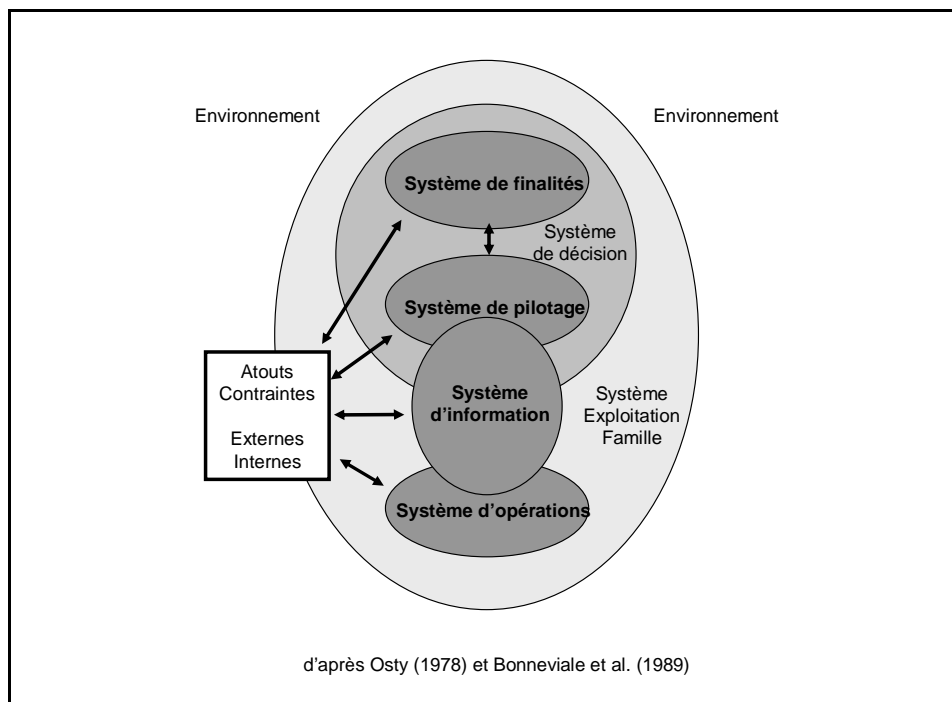 Environnement
Environnement
Système de finalités
Système
de décision
Système de pilotage
Atouts
Contraintes
Externes
Internes
Système
d'information
Système
Exploitation
Famille
Système d'opérations
d'après Osty (1978) et Bonneviale et al. (1989)